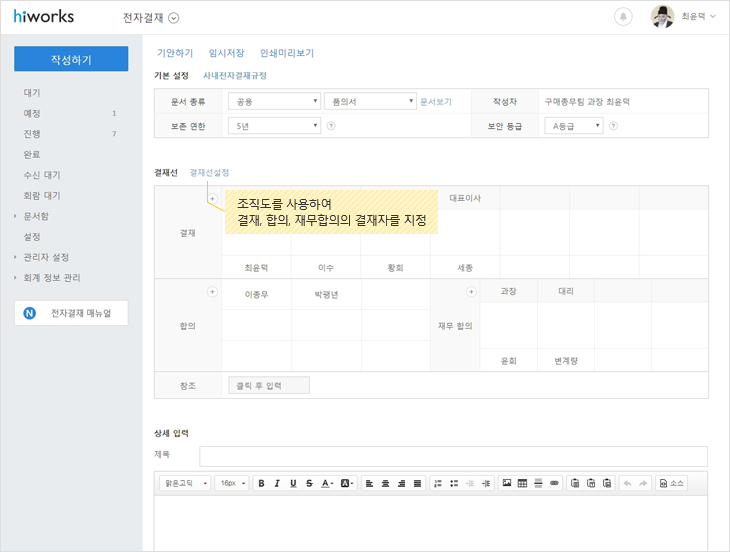 hiworks 전자결재 최윤덕
작성하기
대기
예정 1
진행 7
완료
수신 대기
회람 대기
문서함
설정
관리자 설정
회계 정보 관리
N 전자결재 매뉴얼
기안하기 임시저장 인쇄미리보기
기본 설정 사내전자결재규정
문서 종류 공용 품의서 문서보기 작성자 구매총무팀 과장 최윤덕
보존 연한 5년 ? 보안 등급 A등급 ?
결재선 결재선설정
대표이사
조직도를 사용하여
결재, 합의, 재무합의의 결재자를 지정
결재
최윤덕 이수 황희 세종
이종무 박팽년 과장 대리
합의 재무 합의
윤회 변계량
참조 클릭 후 입력
상세 입력
제목
맑은고딕 16px B I U S A A 소스